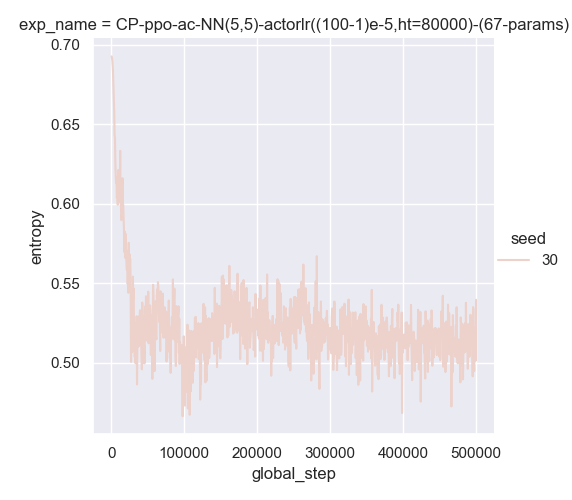 exp_name = CP-ppo-ac-NN(5,5)-actorlr((100-1)e-5,ht=80000)-(67-params)
0.70
0.65
0.60
0.55
0.50
entropy
0 100000 200000 300000 400000 500000
global_step
seed
30